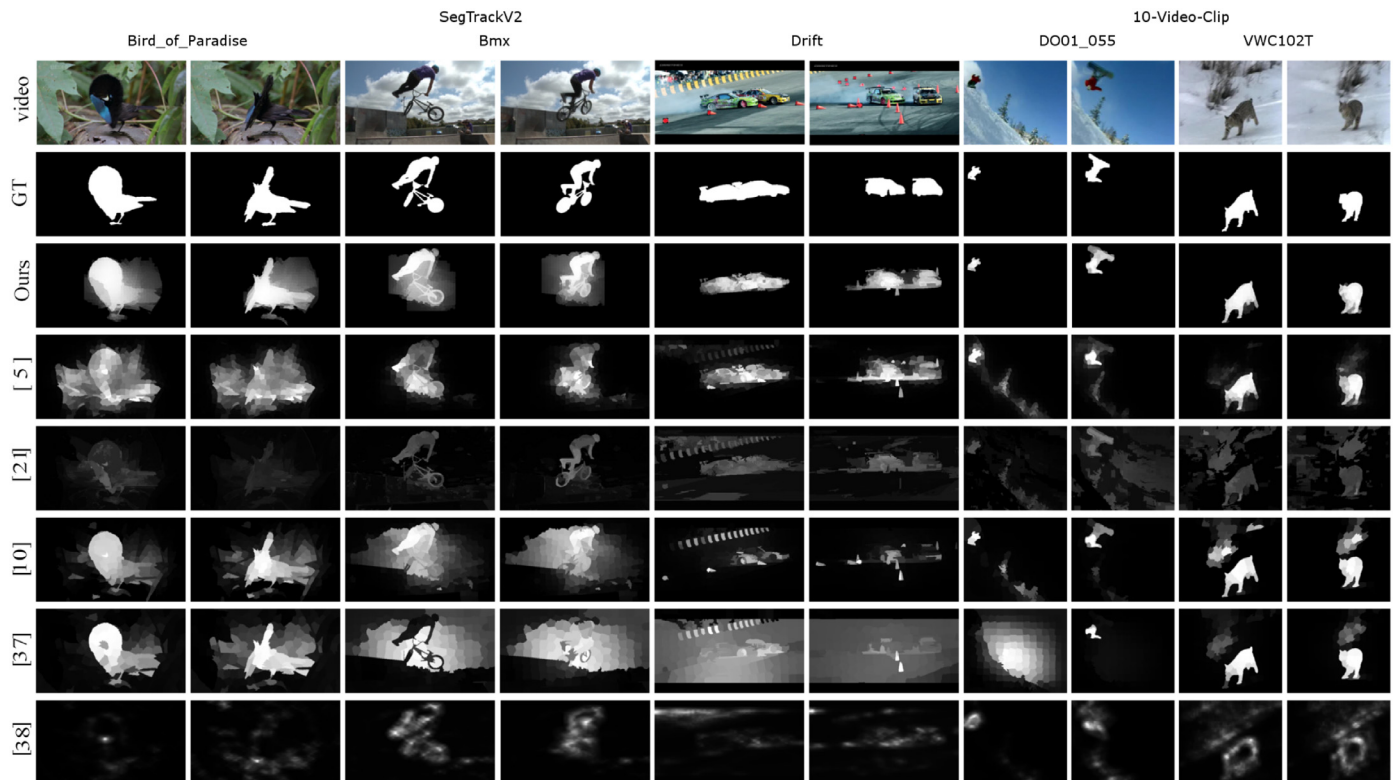 SegTrackV2 10-Video-Clip
Bird_of_Paradise Bmx Drift DO01_055 VWC102T
video
GT
Ours
[ 5 ]
[21]
[10]
[37]
[38]